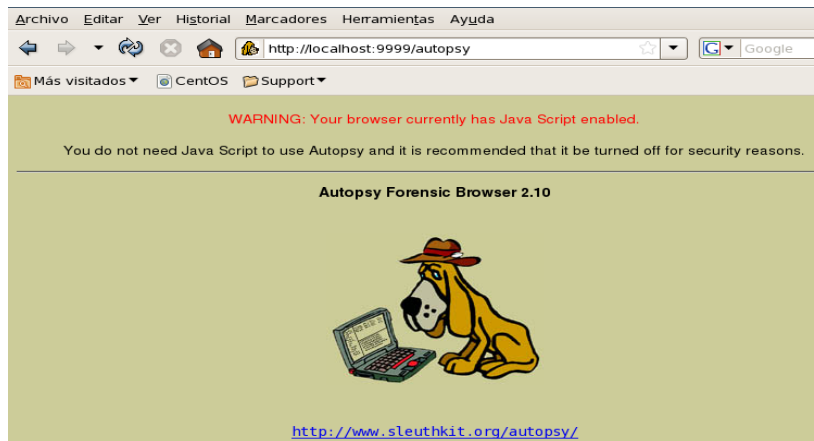 Archivo Editar Ver Historial Marcadores Herramientas Ayuda
http://localhost:9999/autopsy
G Google
Más visitados CentOS Support
WARNING: Your browser currently has Java Script enabled.
You do not need Java Script to use Autopsy and it is recommended that it be turned off for security reasons.
Autopsy Forensic Browser 2.10
http://www.sleuthkit.org/autopsy/